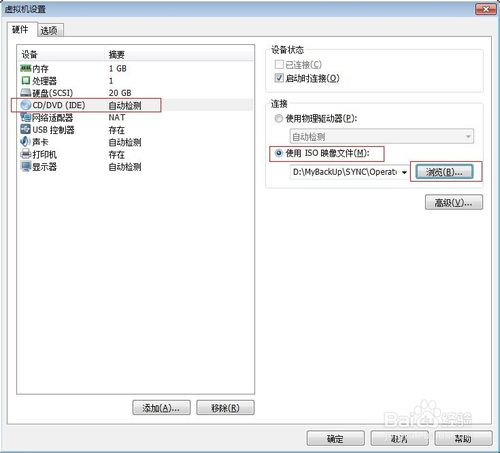 虚拟机设置
硬件 选项
设备 摘要
内存 1 GB
处理器 1
硬盘(SCSI) 20 GB
CD/DVD (IDE) 自动检测
网络适配器 NAT
USB 控制器 存在
声卡 自动检测
打印机 存在
显示器 自动检测
添加(A)... 移除(R)
设备状态
已连接(C)
启动时连接(O)
连接
使用物理驱动器(P):
自动检测
使用 ISO 映像文件(M):
D:\MyBackUp\SYNC\Operat 浏览(B)...
高级(V)...
Baidu经验
确定 取消 帮助